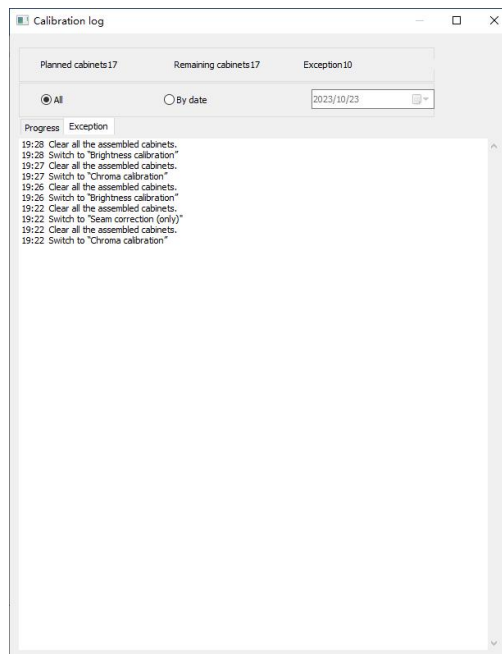 Calibration log
Planned cabinets17 Remaining cabinets17 Exception10
All By date 2023/10/23
Progress Exception
19:28 Clear all the assembled cabinets.
19:28 Switch to "Brightness calibration"
19:27 Clear all the assembled cabinets.
19:27 Switch to "Chroma calibration"
19:26 Clear all the assembled cabinets.
19:26 Switch to "Brightness calibration"
19:22 Clear all the assembled cabinets.
19:22 Switch to "Seam correction (only)"
19:22 Clear all the assembled cabinets.
19:22 Switch to "Chroma calibration"